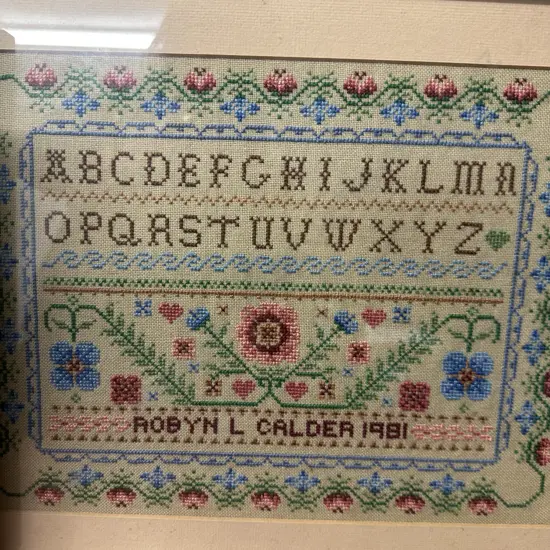 ABCDEFGHIJKLMN
OPQRSTUVWXYZ
ROBYN L CALDER 1981